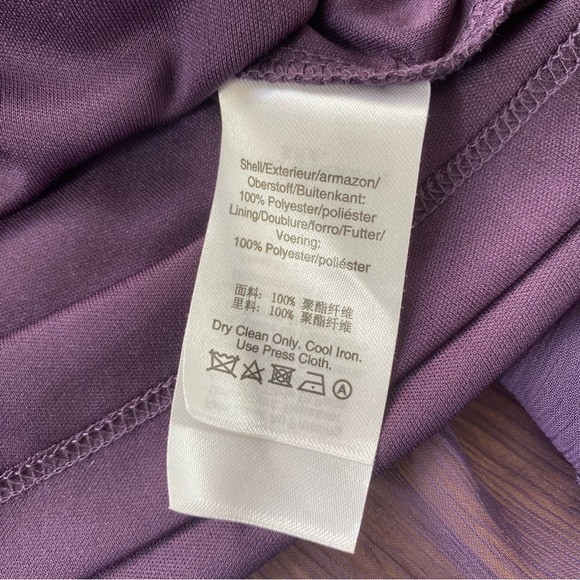 Shell/Exterieur/armazon/
Oberstoff/Buitenkant:
100% Polyester/poliéster
Lining/Doublure/forro/Futter/
Voering:
100% Polyester/poliéster
面料: 100% 聚酯纤维
里料: 100% 聚酯纤维
Dry Clean Only. Cool Iron.
Use Press Cloth.
A